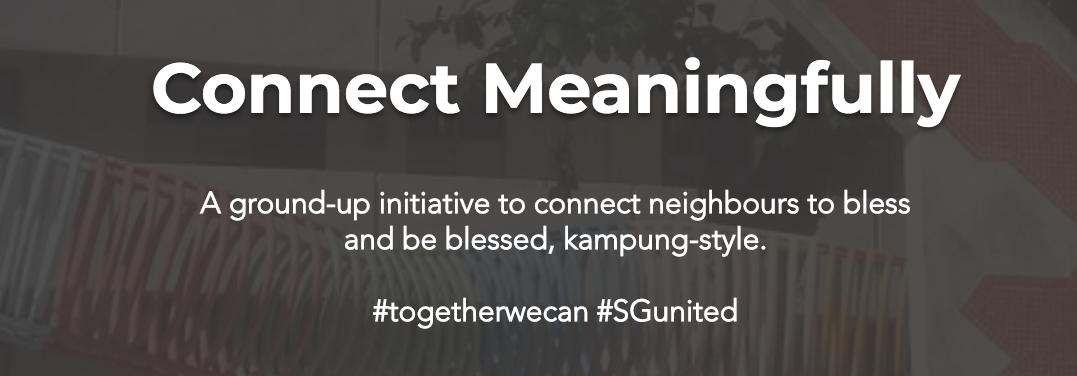 Connect Meaningfully
A ground-up initiative to connect neighbours to bless
and be blessed, kampung-style.
#togetherwecan #SGunited